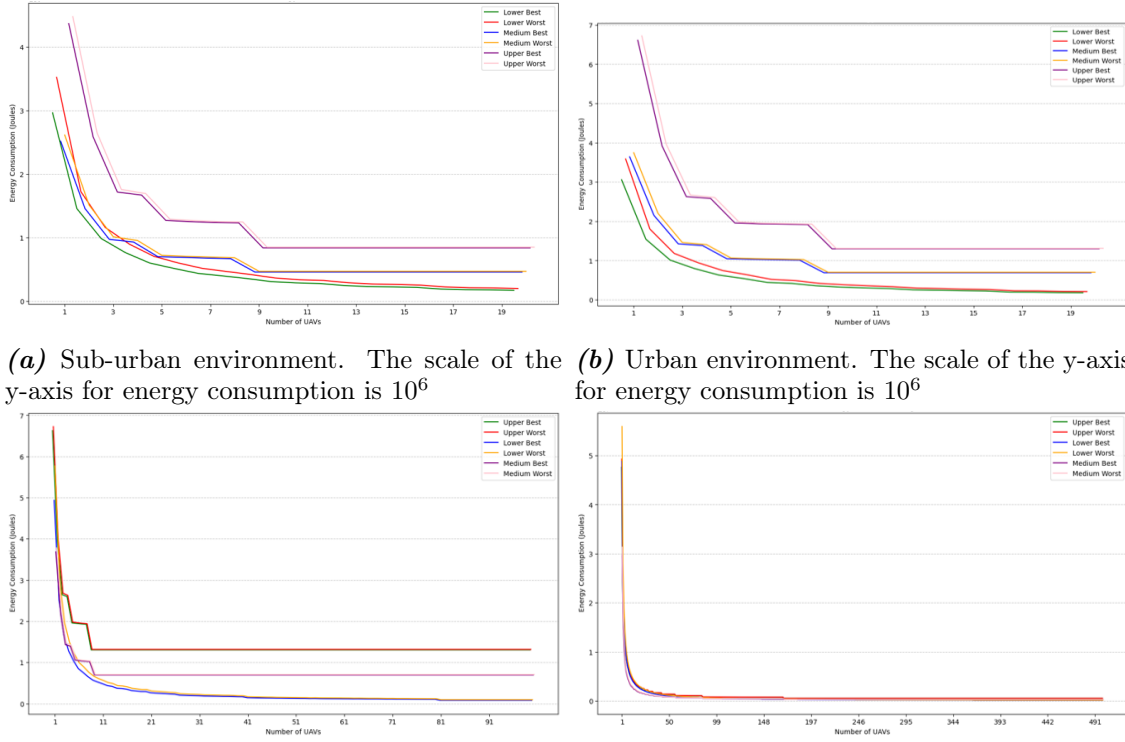 Lower Best
Lower Worst
Medium Best
Medium Worst
Upper Best
Upper Worst
4
3
2
1
0
Energy Consumption (Joules)
1 3 5 7 9 11 13 15 17 19
Number of UAVs
Lower Best
Lower Worst
Medium Best
Medium Worst
Upper Best
Upper Worst
7
6
5
4
3
2
1
0
Energy Consumption (Joules)
1 3 5 7 9 11 13 15 17 19
Number of UAVs
(a) Sub-urban environment. The scale of the
y-axis for energy consumption is 10⁶
(b) Urban environment. The scale of the y-axis
for energy consumption is 10⁶
Upper Best
Upper Worst
Lower Best
Lower Worst
Medium Best
Medium Worst
7
6
5
4
3
2
1
0
Energy Consumption (Joules)
1 11 21 31 41 51 61 71 81 91
Number of UAVs
Upper Best
Upper Worst
Lower Best
Lower Worst
Medium Best
Medium Worst
5
4
3
2
1
0
Energy Consumption (Joules)
1 50 99 148 197 246 295 344 393 442 491
Number of UAVs